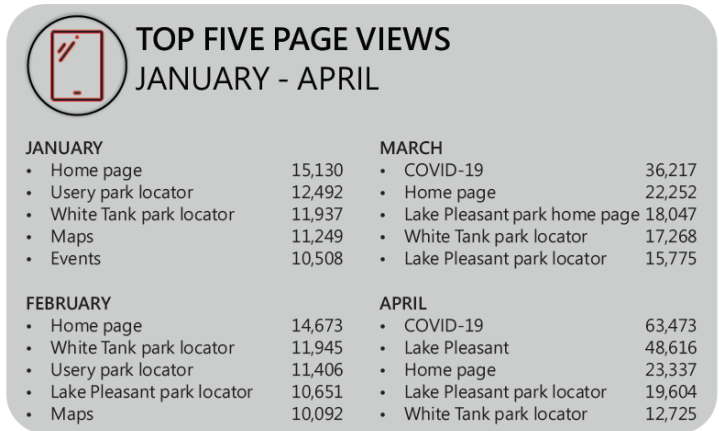 TOP FIVE PAGE VIEWS
JANUARY - APRIL
JANUARY
• Home page 15,130
• Usery park locator 12,492
• White Tank park locator 11,937
• Maps 11,249
• Events 10,508
FEBRUARY
• Home page 14,673
• White Tank park locator 11,945
• Usery park locator 11,406
• Lake Pleasant park locator 10,651
• Maps 10,092
MARCH
• COVID-19 36,217
• Home page 22,252
• Lake Pleasant park home page 18,047
• White Tank park locator 17,268
• Lake Pleasant park locator 15,775
APRIL
• COVID-19 63,473
• Lake Pleasant 48,616
• Home page 23,337
• Lake Pleasant park locator 19,604
• White Tank park locator 12,725